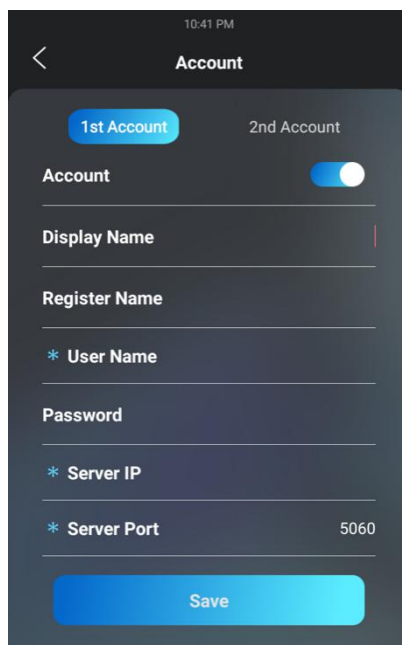 10:41 PM
Account
1st Account 2nd Account
Account
Display Name
Register Name
* User Name
Password
* Server IP
* Server Port 5060
Save